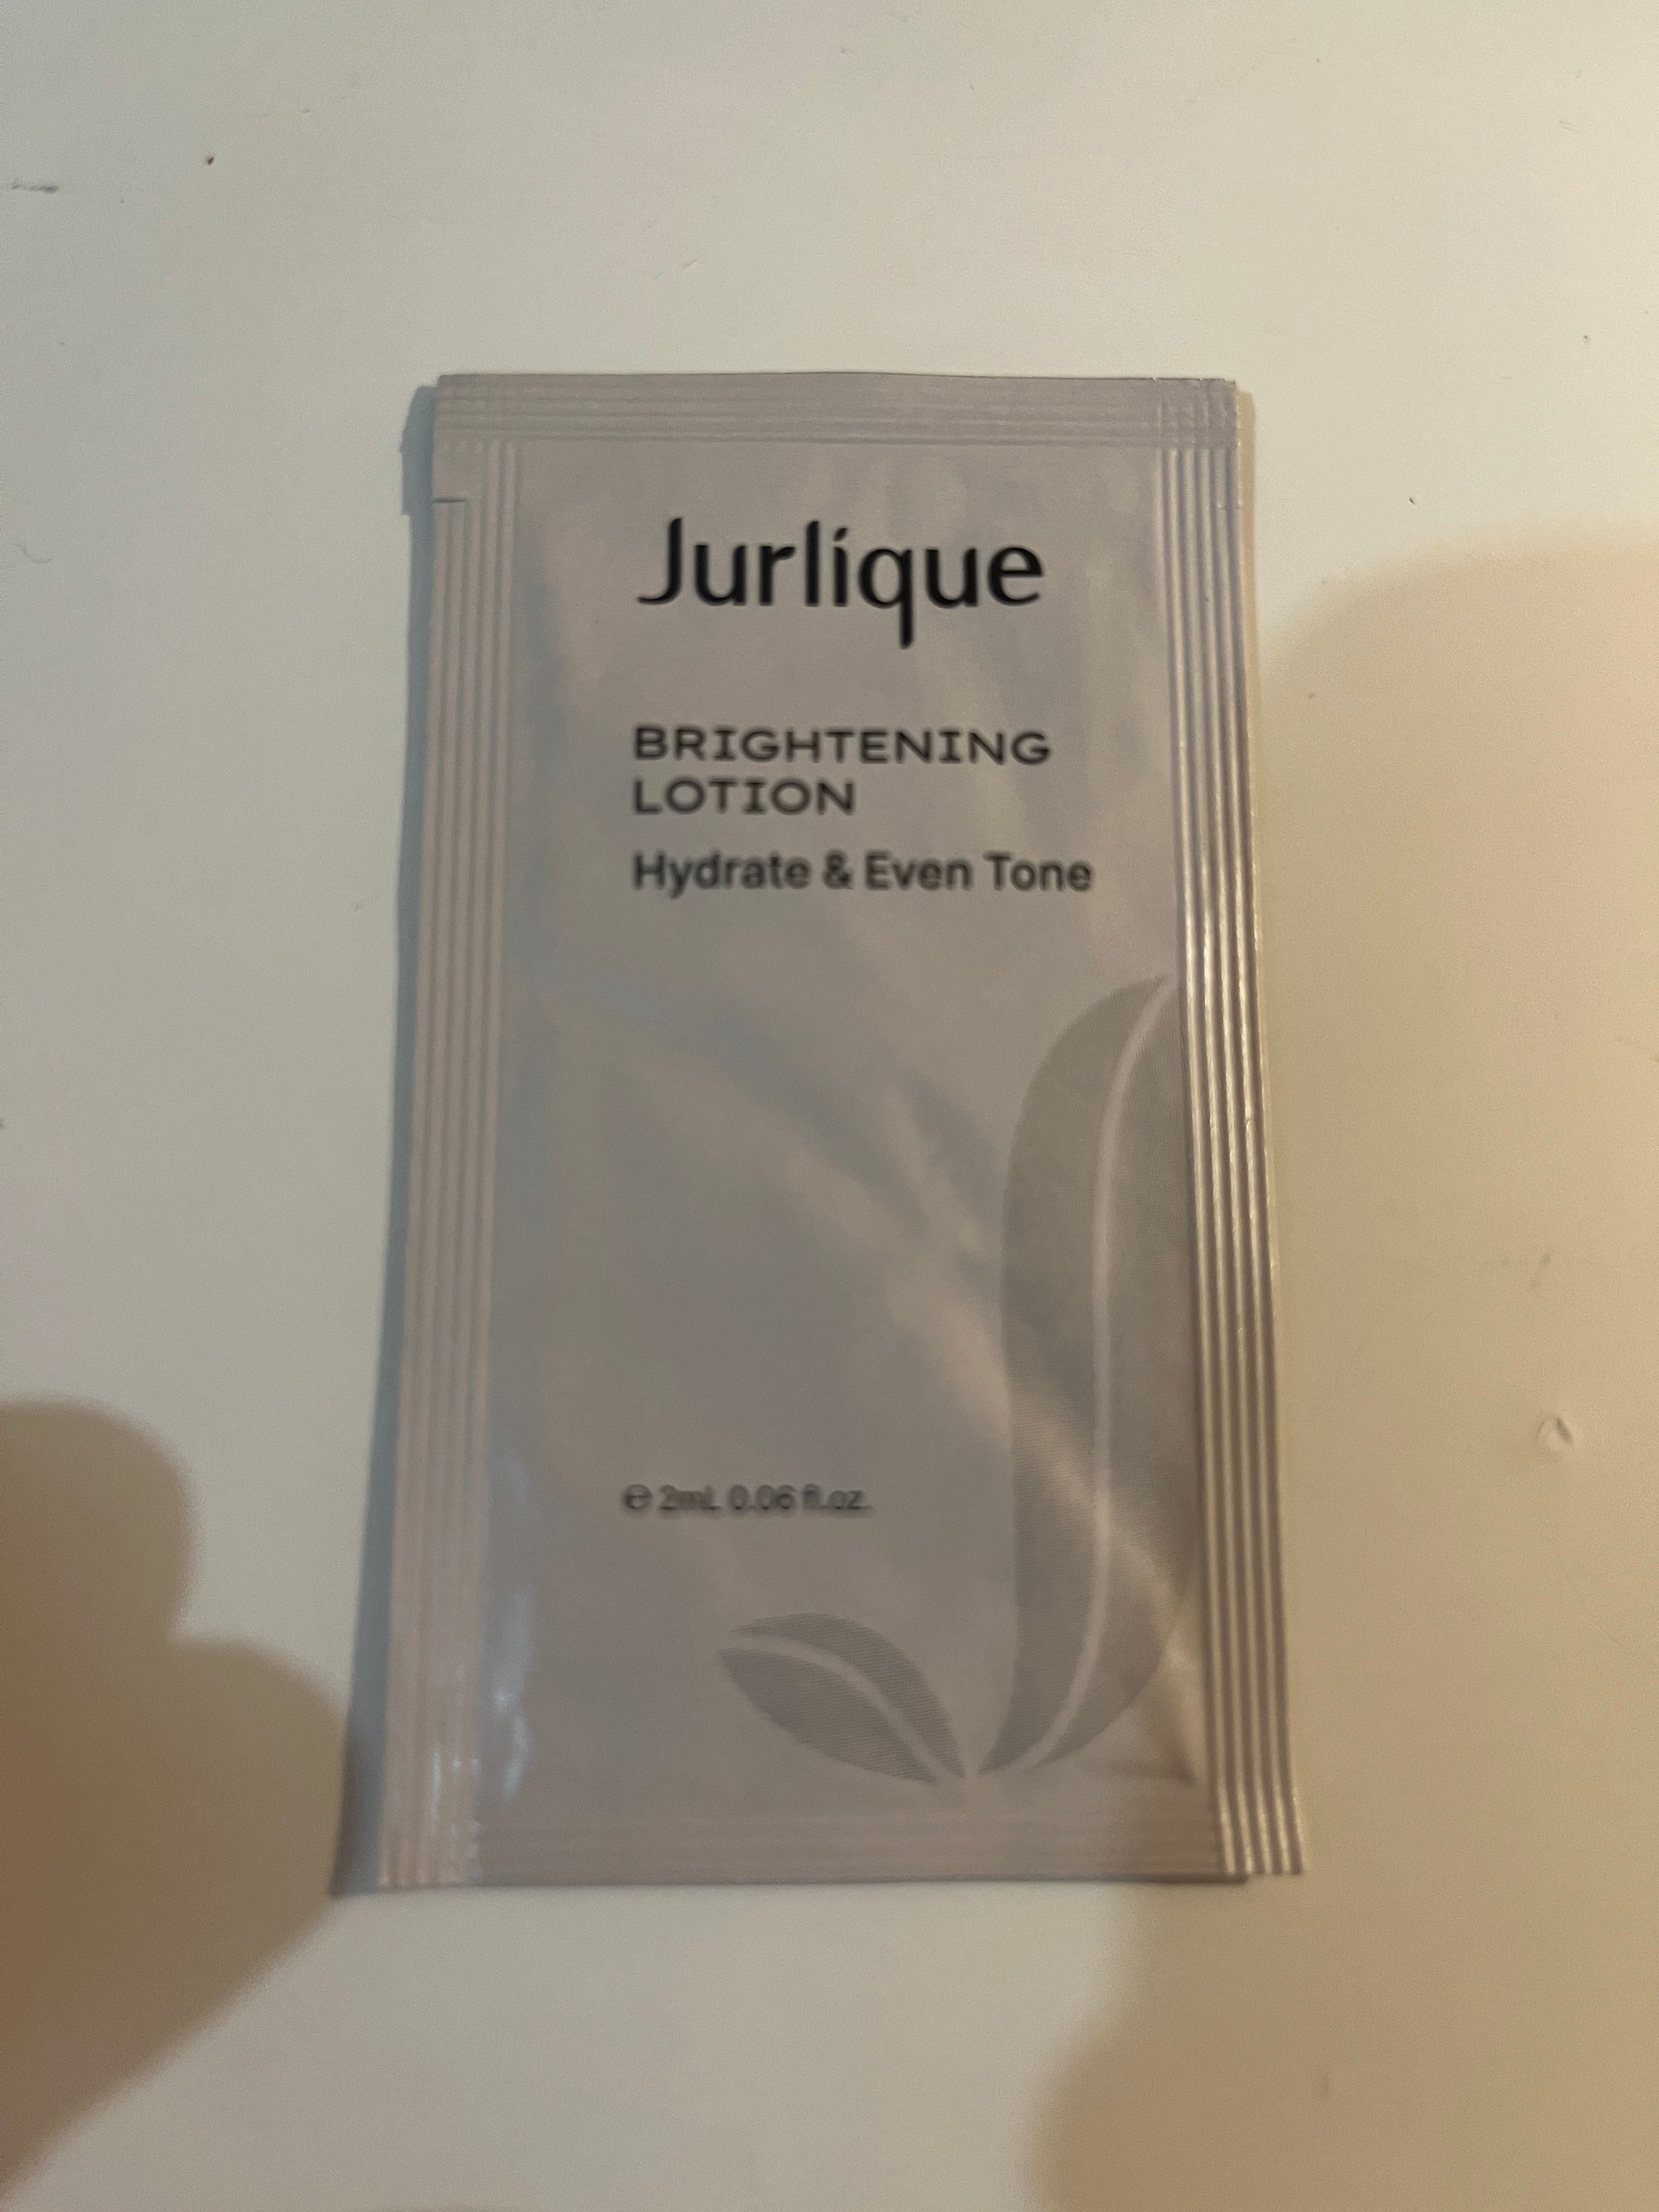 Jurlique
BRIGHTENING
LOTION
Hydrate & Even Tone
℮ 2mL 0.06 fl.oz.